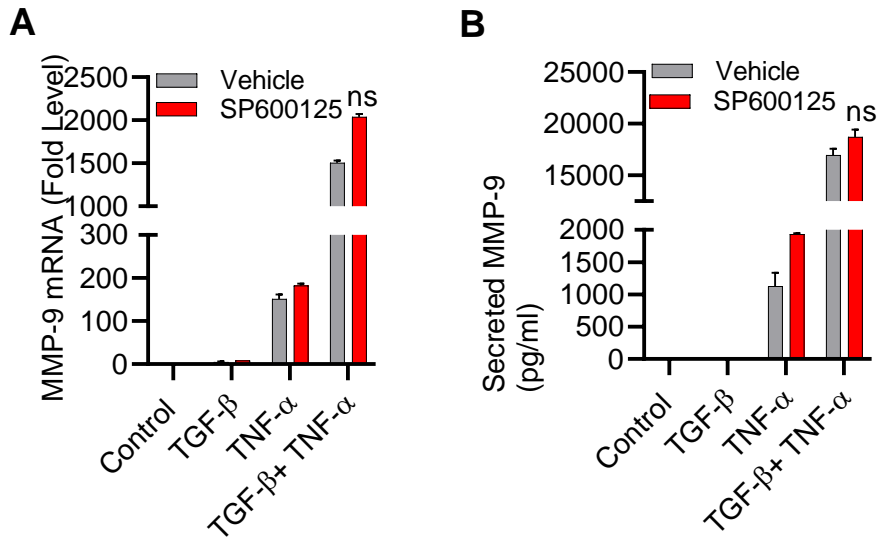 A
MMP-9 mRNA (Fold Level)
2500
2000
1500
1000
300
200
100
0
Vehicle
SP600125
ns
Control
TGF-β
TNF-α
TGF-β+ TNF-α
B
Secreted MMP-9
(pg/ml)
25000
20000
15000
2000
1500
1000
500
0
Vehicle
SP600125
ns
Control
TGF-β
TNF-α
TGF-β+ TNF-α